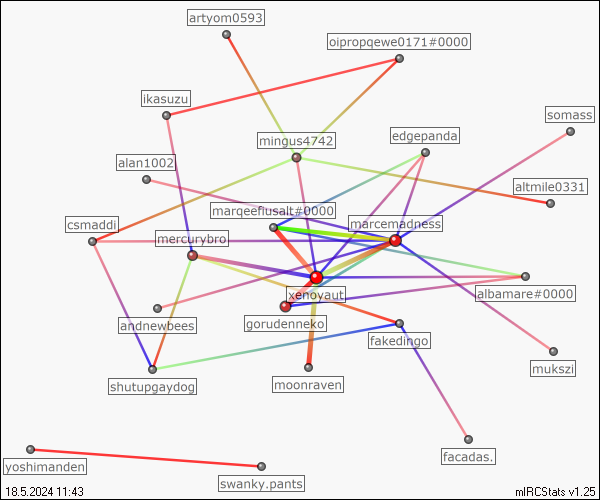 artyom0593
oipropqewe0171#0000
ikasuzu
somass
mingus4742
edgepanda
alan1002
altmile0331
marqeeflusalt#0000
marcemadness
csmaddi
mercurybro
xenoyaut
albamare#0000
andnewbees
gorudenneko
fakedingo
mukszi
shutupgaydog
moonraven
facadas.
yoshimanden
swanky.pants
18.5.2024 11:43
mIRCStats v1.25